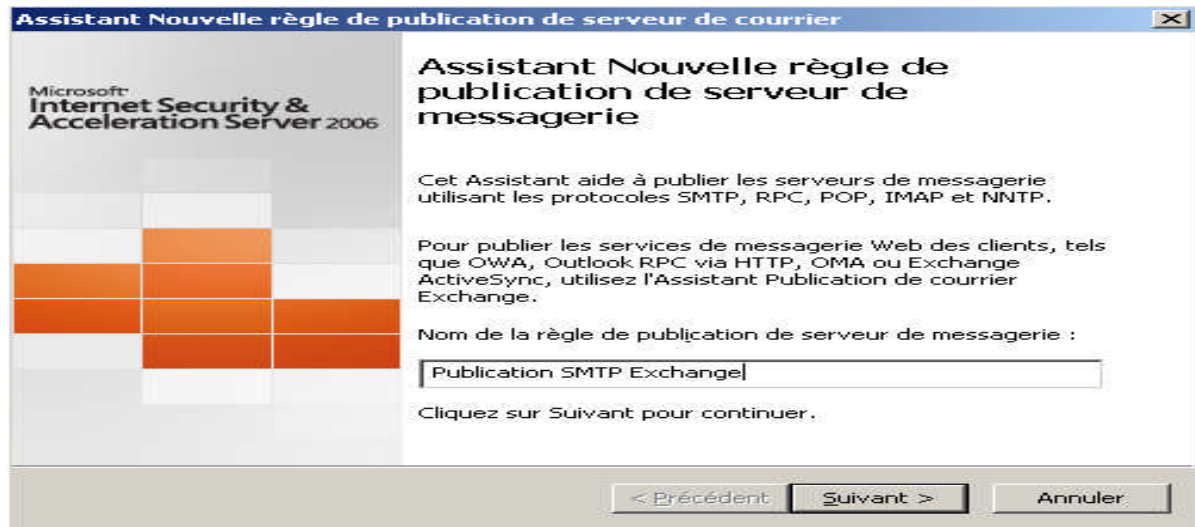 Assistant Nouvelle règle de publication de serveur de courrier
Microsoft
Internet Security &
Acceleration Server 2006
Assistant Nouvelle règle de
publication de serveur de
messagerie
Cet Assistant aide à publier les serveurs de messagerie
utilisant les protocoles SMTP, RPC, POP, IMAP et NNTP.
Pour publier les services de messagerie Web des clients, tels
que OWA, Outlook RPC via HTTP, OMA ou Exchange
ActiveSync, utilisez l'Assistant Publication de courrier
Exchange.
Nom de la règle de publication de serveur de messagerie :
Publication SMTP Exchange
Cliquez sur Suivant pour continuer.
< Précédent
Suivant >
Annuler